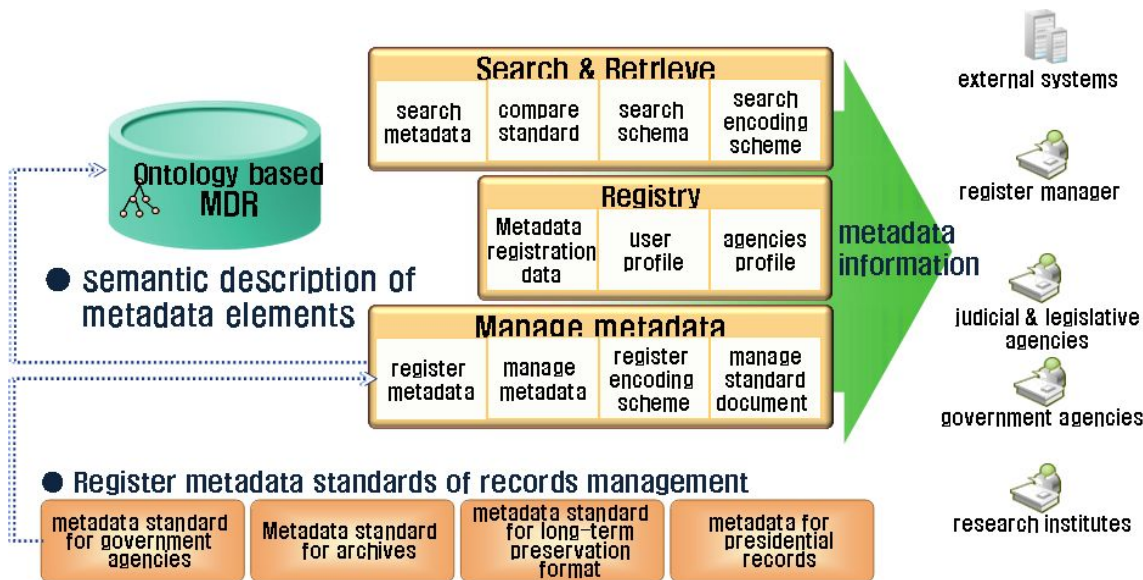 Search & Retrieve
search
metadata
compare
standard
search
schema
search
encoding
scheme
Ontology based
MDR
Registry
Metadata
registration
data
user
profile
agencies
profile
metadata
information
● semantic description of
metadata elements
Manage metadata
register
metadata
manage
metadata
register
encoding
scheme
manage
standard
document
● Register metadata standards of records management
metadata standard
for government
agencies
Metadata standard
for archives
metadata standard
for long-term
preservation
format
metadata for
presidential
records
external systems
register manager
judicial & legislative
agencies
government agencies
research institutes